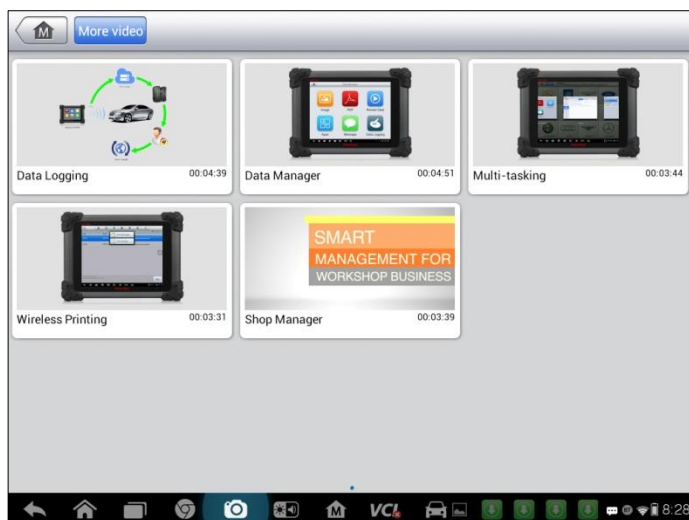 M
More video
Data Logging 00:04:39
Data Manager 00:04:51
Multi-tasking 00:03:44
SMART
MANAGEMENT FOR
WORKSHOP BUSINESS
Wireless Printing 00:03:31
Shop Manager 00:03:39
M VCI 8:28